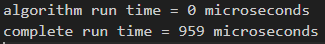 algorithm run time = 0 microseconds
complete run time = 959 microseconds